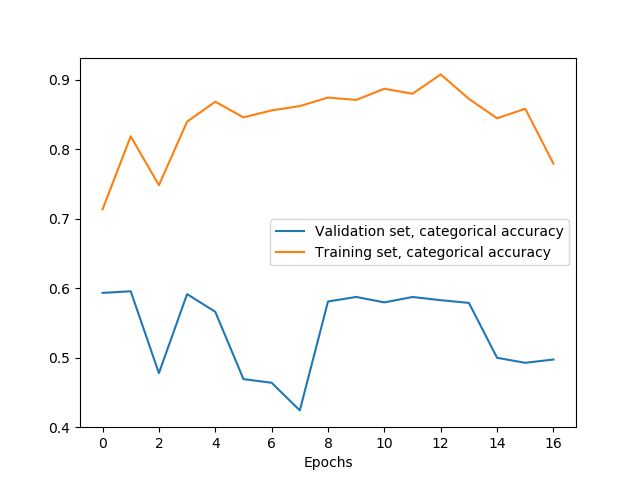 0.9
0.8
0.7
Validation set, categorical accuracy
Training set, categorical accuracy
0.6
0.5
0.4
0 2 4 6 8 10 12 14 16
Epochs